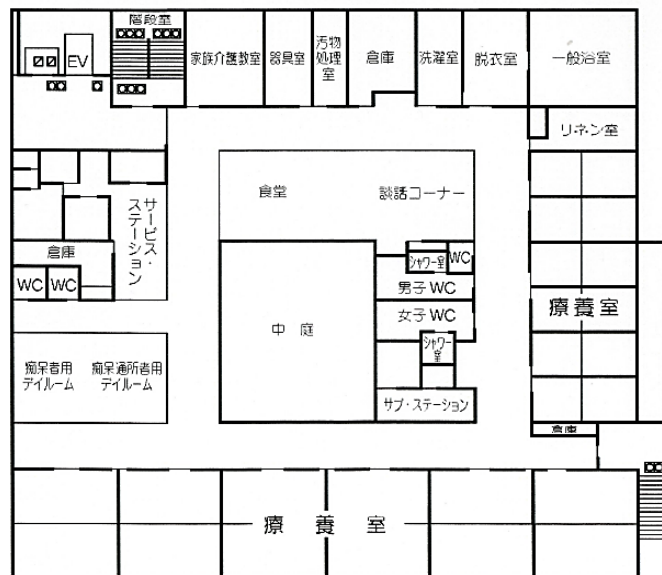 階段室
EV
家族介護教室
器具室
汚物
処理
室
倉庫
洗濯室
脱衣室
一般浴室
リネン室
食堂
談話コーナー
サービス・
ステーション
倉庫
WC
WC
シャワー室
WC
男子WC
女子WC
シャワー
室
中庭
療養室
痴呆者用
デイルーム
痴呆通所者用
デイルーム
サブ・ステーション
倉庫
療養室